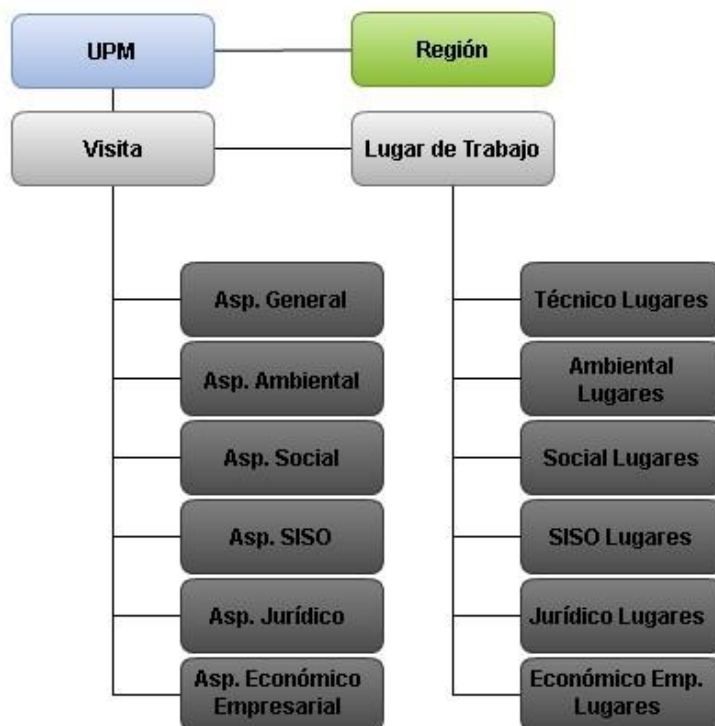 UPM
Región
Visita
Lugar de Trabajo
Asp. General
Técnico Lugares
Asp. Ambiental
Ambiental
Lugares
Asp. Social
Social Lugares
Asp. SISO
SISO Lugares
Asp. Jurídico
Jurídico Lugares
Asp. Económico
Empresarial
Económico Emp.
Lugares